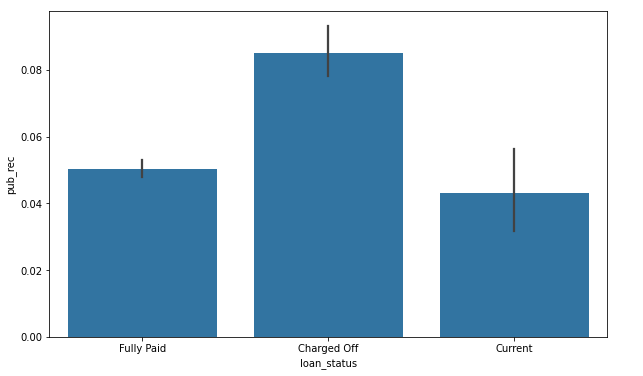 0.08
0.06
0.04
0.02
0.00
pub_rec
Fully Paid
Charged Off
Current
loan_status